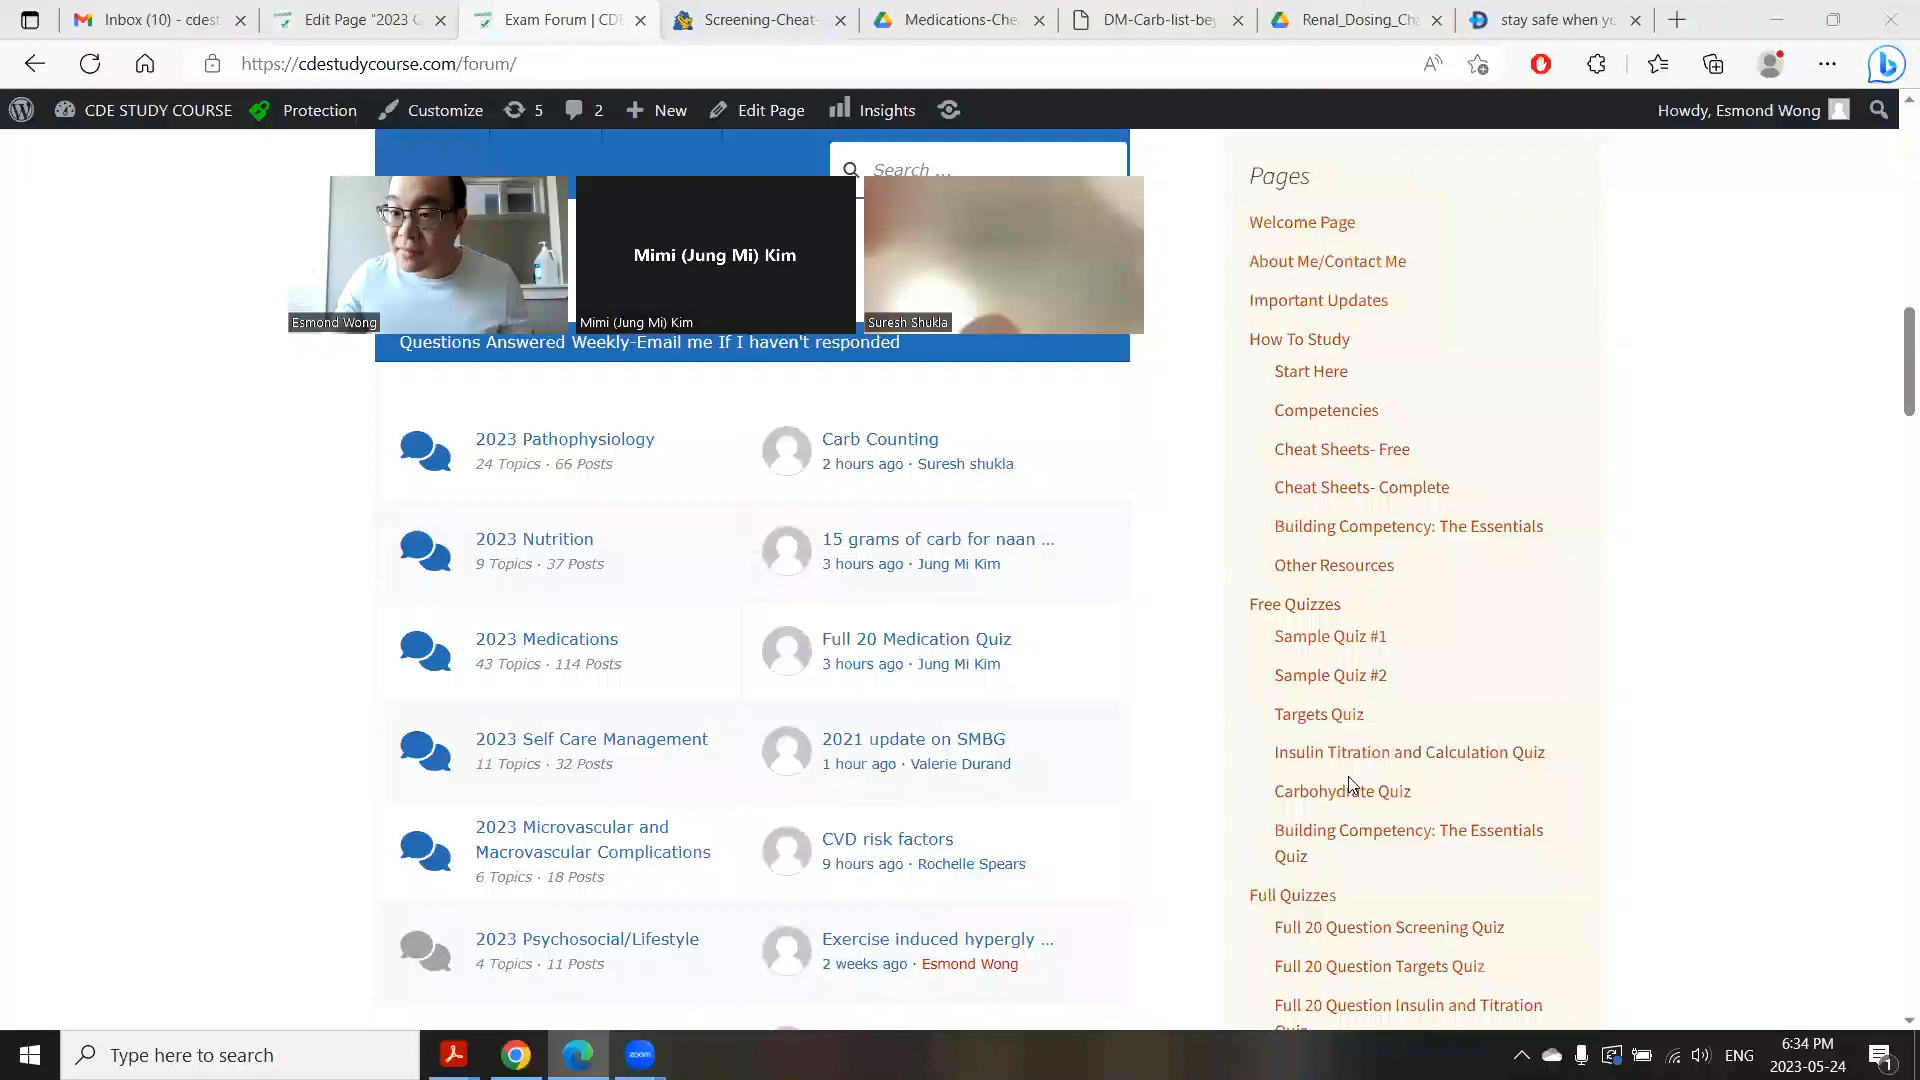 Inbox (10) - cdest
Edit Page "2023 C
Exam Forum | CDE
Screening-Cheat-
Medications-Che
DM-Carb-list-be
Renal_Dosing_Ch
stay safe when yo
https://cdestudycourse.com/forum/
CDE STUDY COURSE
Protection
Customize
5
2
New
Edit Page
Insights
Howdy, Esmond Wong
Search ...
Esmond Wong
Mimi (Jung Mi) Kim
Mimi (Jung Mi) Kim
Suresh Shukla
Questions Answered Weekly-Email me If I haven't responded
2023 Pathophysiology
24 Topics · 66 Posts
Carb Counting
2 hours ago · Suresh shukla
2023 Nutrition
9 Topics · 37 Posts
15 grams of carb for naan ...
3 hours ago · Jung Mi Kim
2023 Medications
43 Topics · 114 Posts
Full 20 Medication Quiz
3 hours ago · Jung Mi Kim
2023 Self Care Management
11 Topics · 32 Posts
2021 update on SMBG
1 hour ago · Valerie Durand
2023 Microvascular and
Macrovascular Complications
6 Topics · 18 Posts
CVD risk factors
9 hours ago · Rochelle Spears
2023 Psychosocial/Lifestyle
4 Topics · 11 Posts
Exercise induced hypergly ...
2 weeks ago · Esmond Wong
Pages
Welcome Page
About Me/Contact Me
Important Updates
How To Study
Start Here
Competencies
Cheat Sheets- Free
Cheat Sheets- Complete
Building Competency: The Essentials
Other Resources
Free Quizzes
Sample Quiz #1
Sample Quiz #2
Targets Quiz
Insulin Titration and Calculation Quiz
Carbohydrate Quiz
Building Competency: The Essentials
Quiz
Full Quizzes
Full 20 Question Screening Quiz
Full 20 Question Targets Quiz
Full 20 Question Insulin and Titration
Type here to search
zoom
ENG
6:34 PM
2023-05-24
1